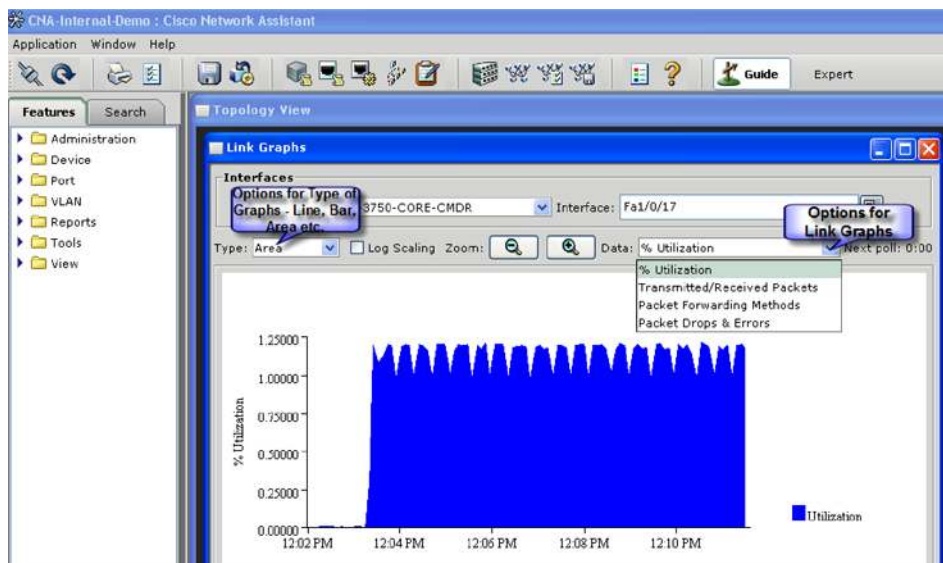 CNA-Internal-Demo : Cisco Network Assistant
Application Window Help
Guide Expert
Features Search
Administration
Device
Port
VLAN
Reports
Tools
View
Topology View
Link Graphs
Interfaces
Options for Type of
Graphs - Line, Bar,
Area etc.
3750-CORE-CMDR Interface: Fa1/0/17
Options for
Link Graphs
Type: Area Log Scaling Zoom: Data: % Utilization Next poll: 0:00
% Utilization
Transmitted/Received Packets
Packet Forwarding Methods
Packet Drops & Errors
% Utilization
1.25000
1.00000
0.75000
0.50000
0.25000
0.00000
12:02 PM 12:04 PM 12:06 PM 12:08 PM 12:10 PM
Utilization